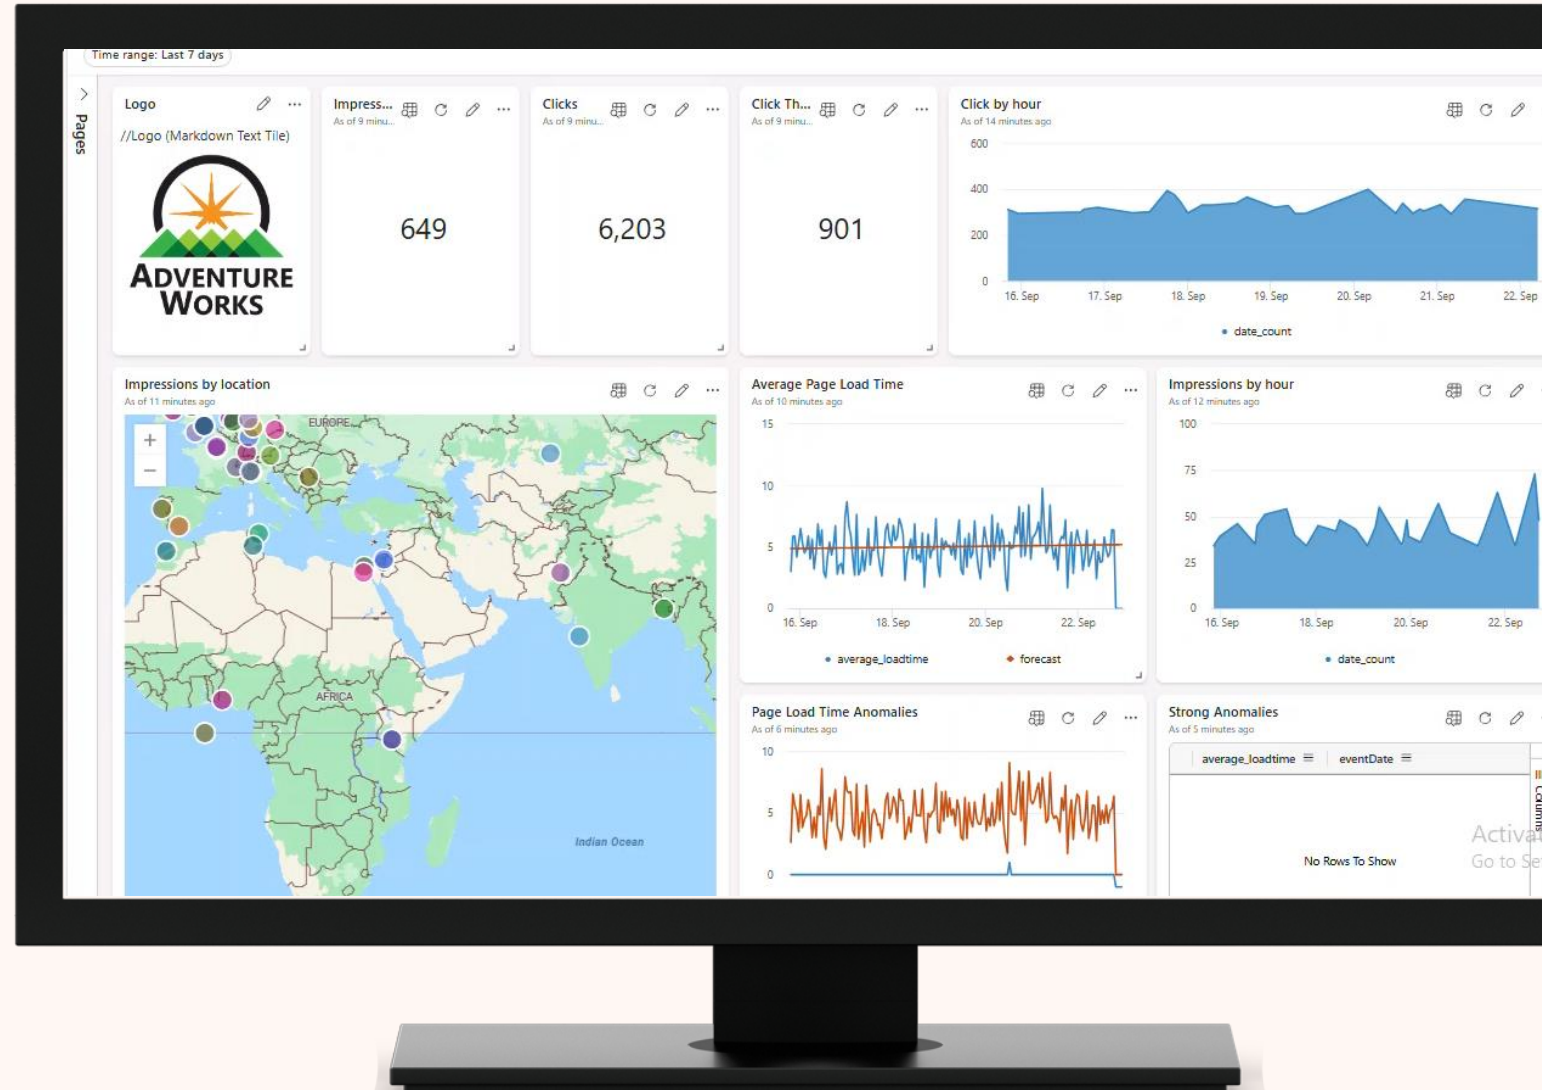 Time range: Last 7 days
Pages
Logo
//Logo (Markdown Text Tile)
ADVENTURE
WORKS
Impress...
As of 9 minu...
649
Clicks
As of 9 minu...
6,203
Click Th...
As of 9 minu...
901
Click by hour
As of 14 minutes ago
600
400
200
0
16. Sep 17. Sep 18. Sep 19. Sep 20. Sep 21. Sep 22. Sep
date_count
Impressions by location
As of 11 minutes ago
+
−
EUROPE
AFRICA
Indian Ocean
Average Page Load Time
As of 10 minutes ago
15
10
5
0
16. Sep 18. Sep 20. Sep 22. Sep
average_loadtime forecast
Impressions by hour
As of 12 minutes ago
100
75
50
25
0
16. Sep 18. Sep 20. Sep 22. Sep
date_count
Page Load Time Anomalies
As of 6 minutes ago
10
5
0
Strong Anomalies
As of 5 minutes ago
average_loadtime eventDate
Columns
No Rows To Show
Activa
Go to Se